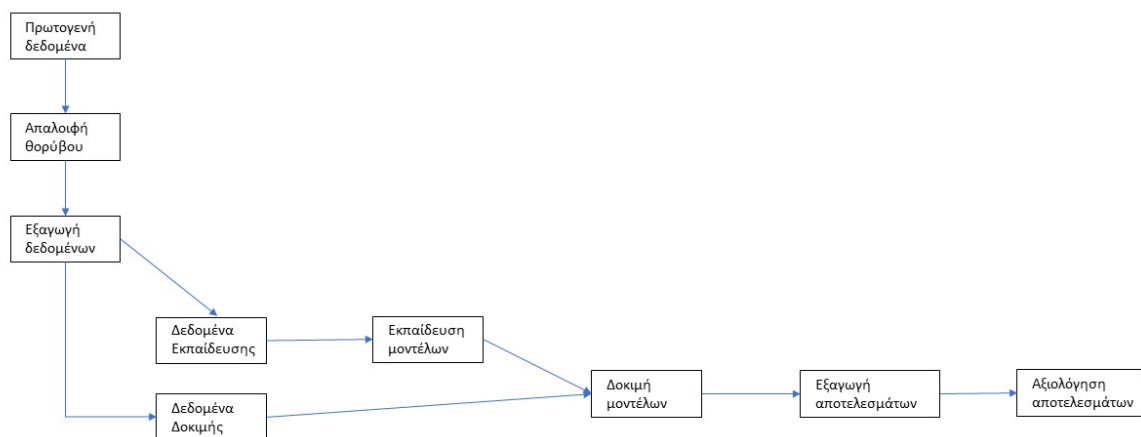 Πρωτογενή
δεδομένα
Απαλοιφή
θορύβου
Εξαγωγή
δεδομένων
Δεδομένα
Εκπαίδευσης
Εκπαίδευση
μοντέλων
Δεδομένα
Δοκιμής
Δοκιμή
μοντέλων
Εξαγωγή
αποτελεσμάτων
Αξιολόγηση
αποτελεσμάτων